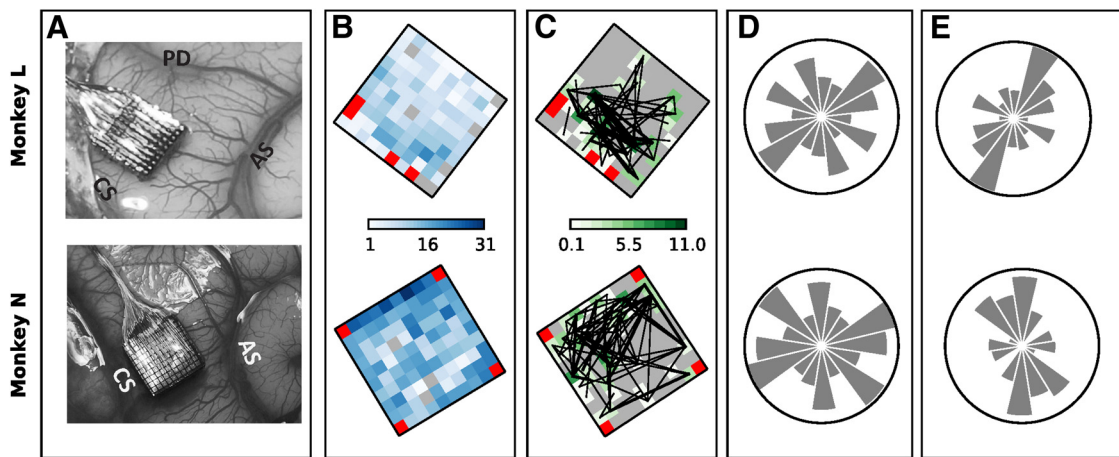 A
B
C
D
E
Monkey L
PD
AS
CS
1 16 31
0.1 5.5 11.0
Monkey N
CS
AS